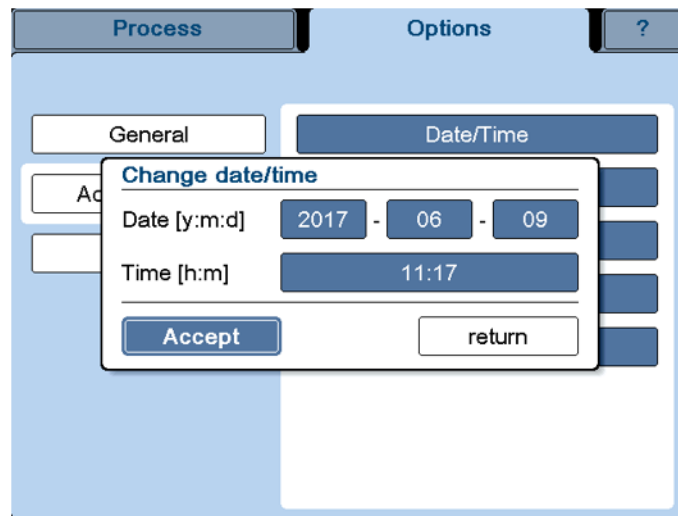 Process Options ?
General Date/Time
Change date/time
Date [y:m:d] 2017 - 06 - 09
Time [h:m] 11:17
Accept return